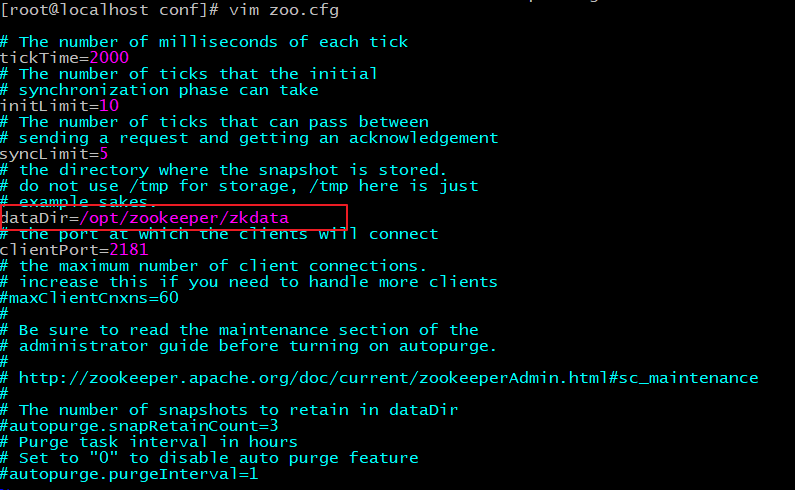 [root@localhost conf]# vim zoo.cfg
# The number of milliseconds of each tick
tickTime=2000
# The number of ticks that the initial
# synchronization phase can take
initLimit=10
# The number of ticks that can pass between
# sending a request and getting an acknowledgement
syncLimit=5
# the directory where the snapshot is stored.
# do not use /tmp for storage, /tmp here is just
# example sakes.
dataDir=/opt/zookeeper/zkdata
# the port at which the clients will connect
clientPort=2181
# the maximum number of client connections.
# increase this if you need to handle more clients
#maxClientCnxns=60
#
# Be sure to read the maintenance section of the
# administrator guide before turning on autopurge.
#
# http://zookeeper.apache.org/doc/current/zookeeperAdmin.html#sc_maintenance
#
# The number of snapshots to retain in dataDir
#autopurge.snapRetainCount=3
# Purge task interval in hours
# Set to "0" to disable auto purge feature
#autopurge.purgeInterval=1